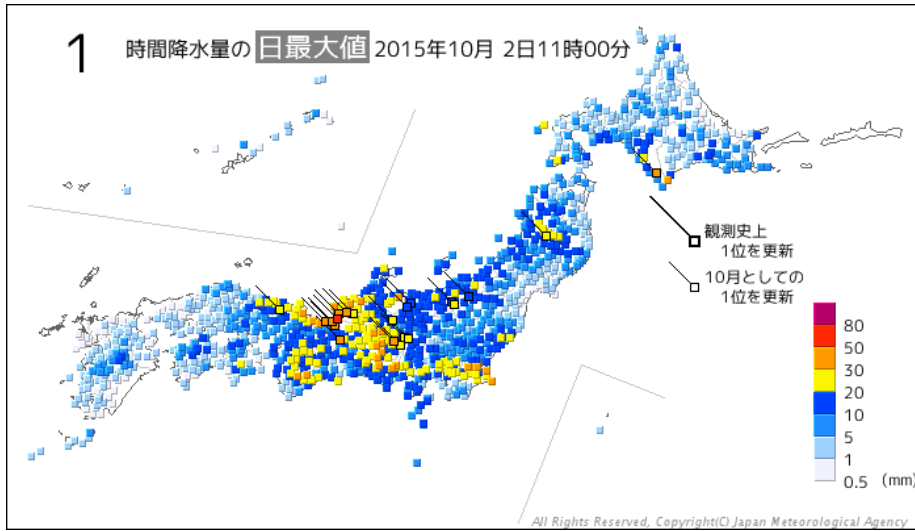 1 時間降水量の 日最大値 2015年10月 2日11時00分
観測史上
1位を更新
10月としての
1位を更新
80
50
30
20
10
5
1
0.5 (mm)
All Rights Reserved, Copyright(C) Japan Meteorological Agency